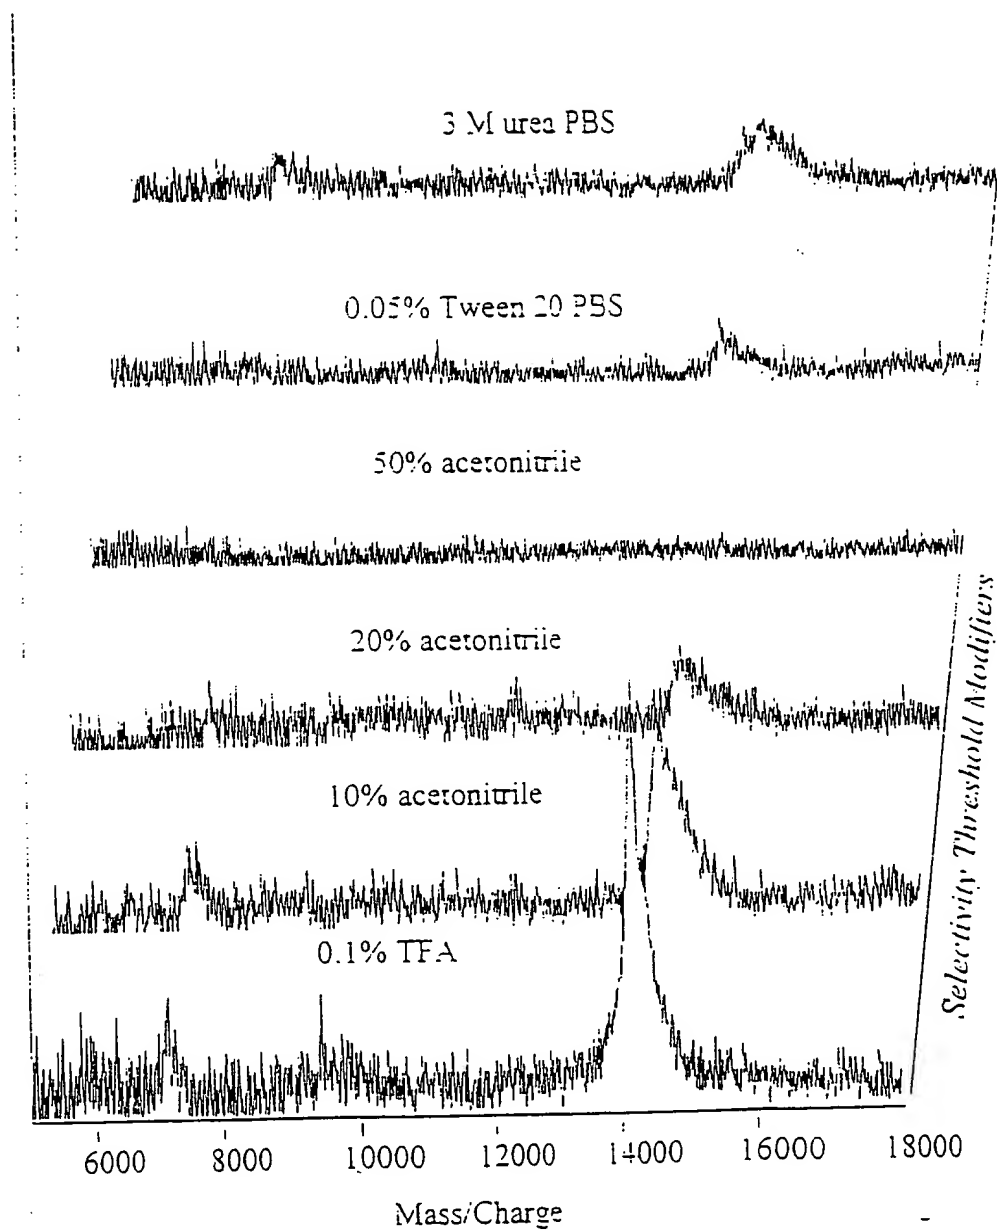 3 M urea PBS
0.05% Tween 20 PBS
50% acetonitrile
20% acetonitrile
10% acetonitrile
0.1% TFA
Selectivity Threshold Modifiers
6000 8000 10000 12000 14000 16000 18000
Mass/Charge